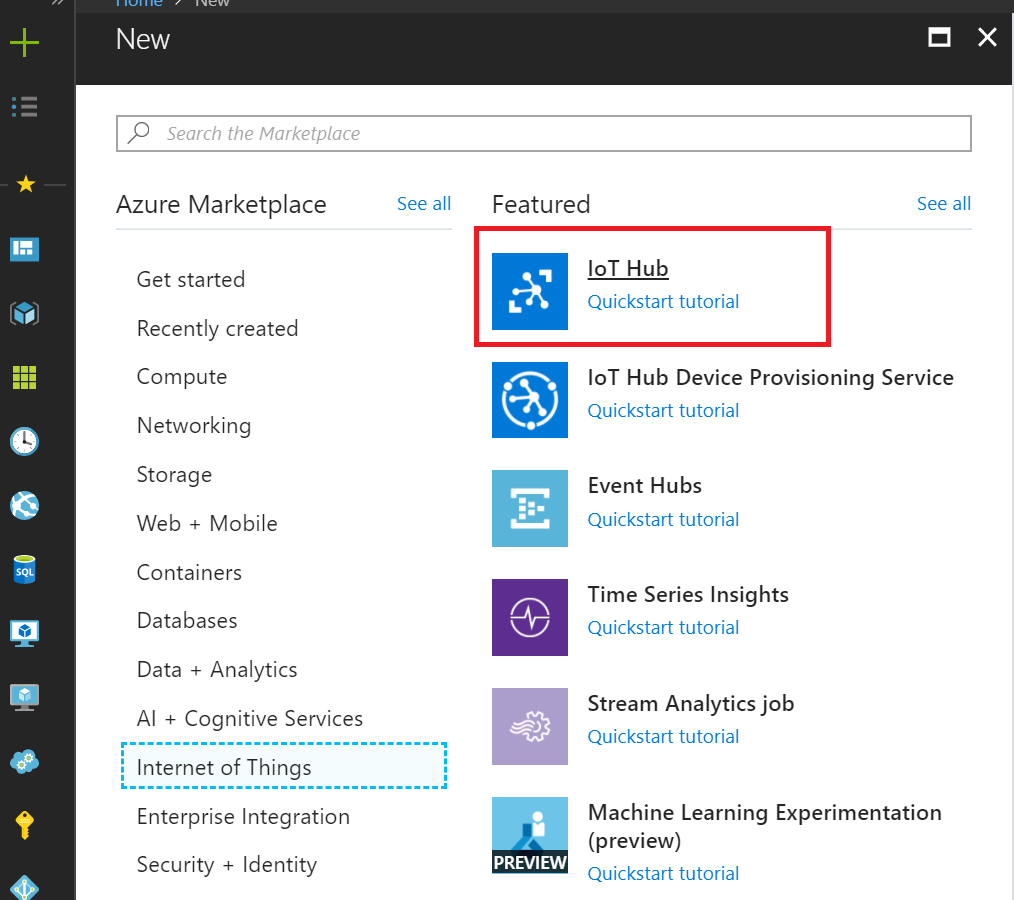 Home > New
New
Search the Marketplace
Azure Marketplace
See all
Get started
Recently created
Compute
Networking
Storage
Web + Mobile
Containers
Databases
Data + Analytics
AI + Cognitive Services
Internet of Things
Enterprise Integration
Security + Identity
Featured
See all
IoT Hub
Quickstart tutorial
IoT Hub Device Provisioning Service
Quickstart tutorial
Event Hubs
Quickstart tutorial
Time Series Insights
Quickstart tutorial
Stream Analytics job
Quickstart tutorial
PREVIEW
Machine Learning Experimentation
(preview)
Quickstart tutorial
SQL